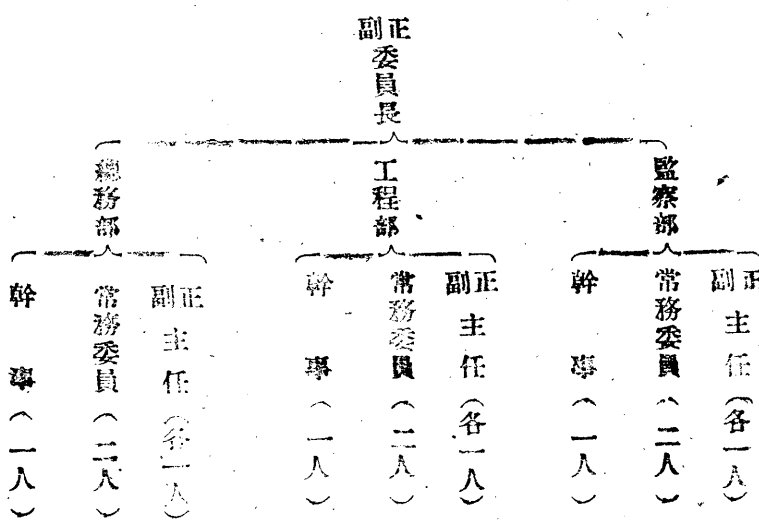 正副委員長
監察部
正副主任（各一人）
常務委員（二人）
幹事（一人）
工程部
正副主任（各一人）
常務委員（二人）
幹事（一人）
總務部
正副主任（各一人）
常務委員（二人）
幹事（一人）